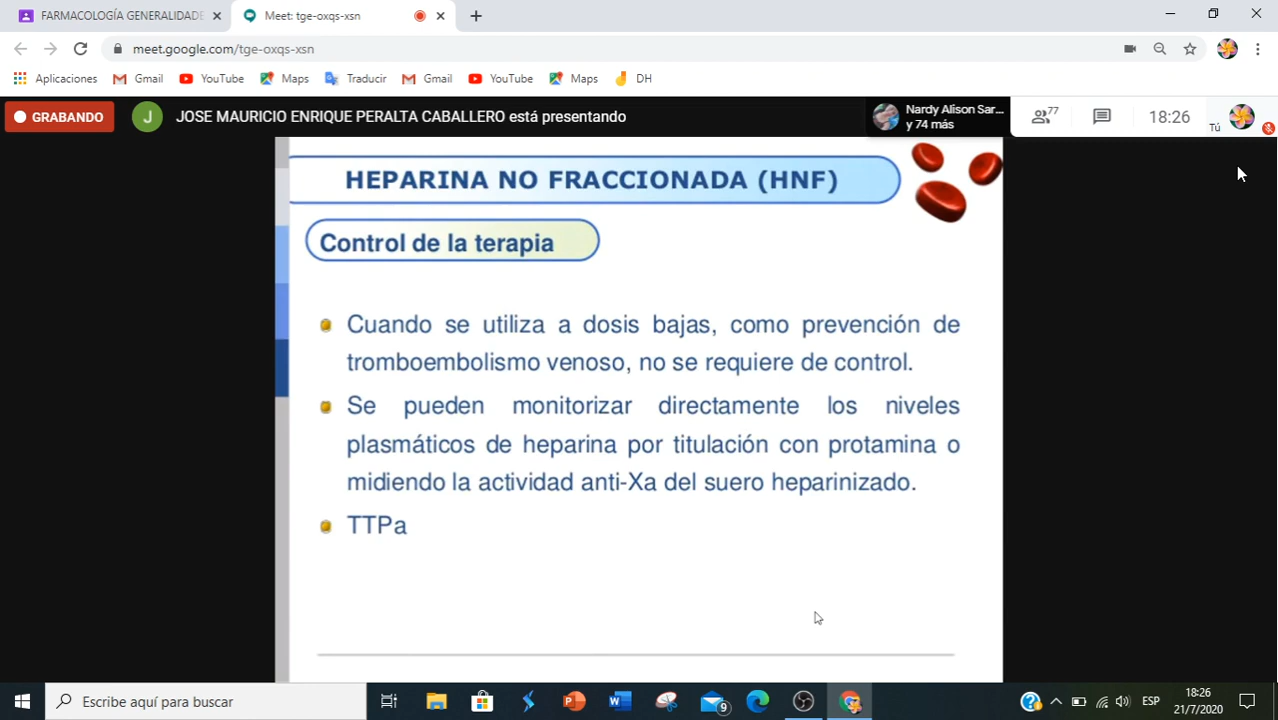 FARMACOLOGÍA GENERALIDADE
Meet: tge-oxqs-xsn
meet.google.com/tge-oxqs-xsn
Aplicaciones Gmail YouTube Maps Traducir Gmail YouTube Maps DH
GRABANDO
J
JOSE MAURICIO ENRIQUE PERALTA CABALLERO está presentando
Nardy Alison Sar...
y 74 más
77
18:26
Tú
HEPARINA NO FRACCIONADA (HNF)
Control de la terapia
Cuando se utiliza a dosis bajas, como prevención de
tromboembolismo venoso, no se requiere de control.
Se pueden monitorizar directamente los niveles
plasmáticos de heparina por titulación con protamina o
midiendo la actividad anti-Xa del suero heparinizado.
TTPa
Escribe aquí para buscar
9
ESP
18:26
21/7/2020